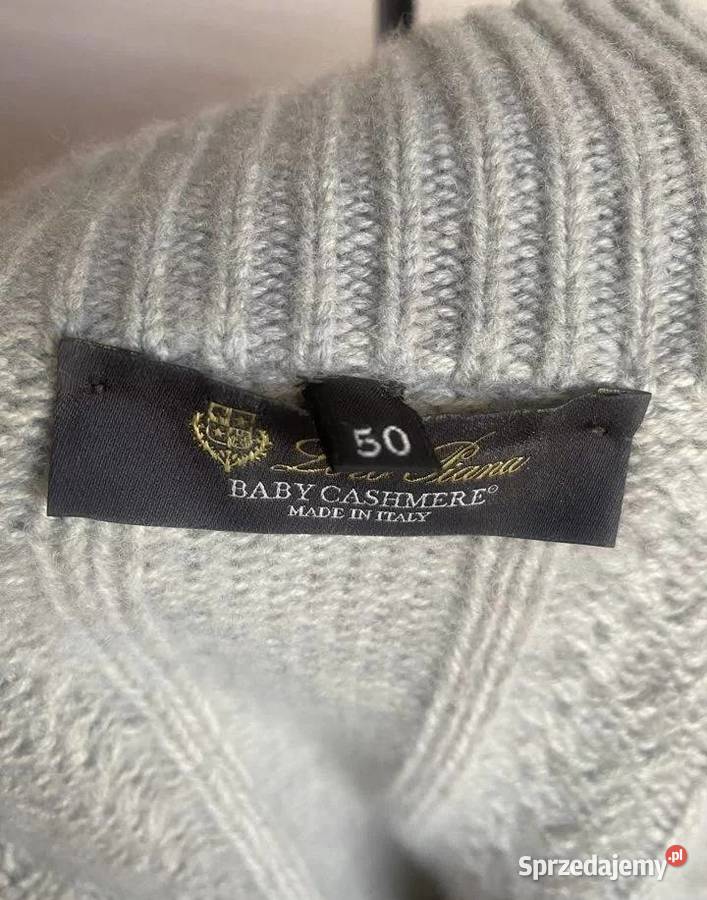 50
Piana
BABY CASHMERE®
MADE IN ITALY
Sprzedajemy.pl